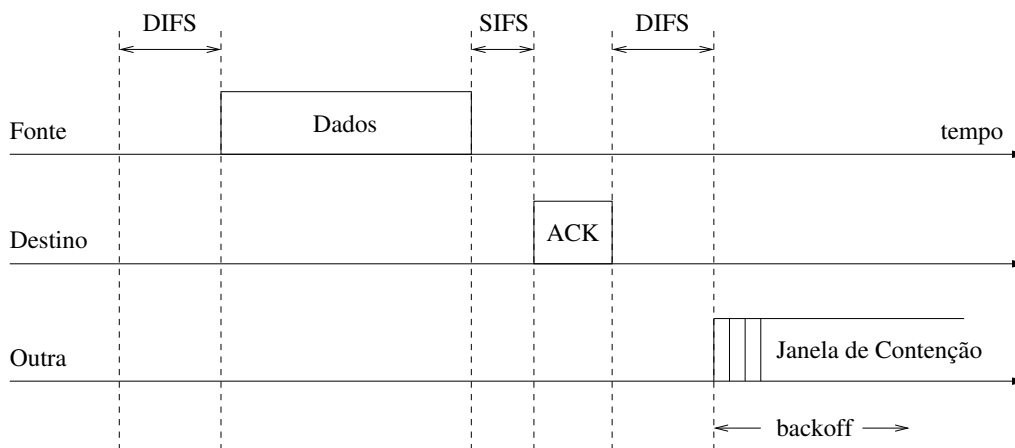 DIFS SIFS DIFS
Dados
Fonte tempo
ACK
Destino
Janela de Contenção
Outra
backoff